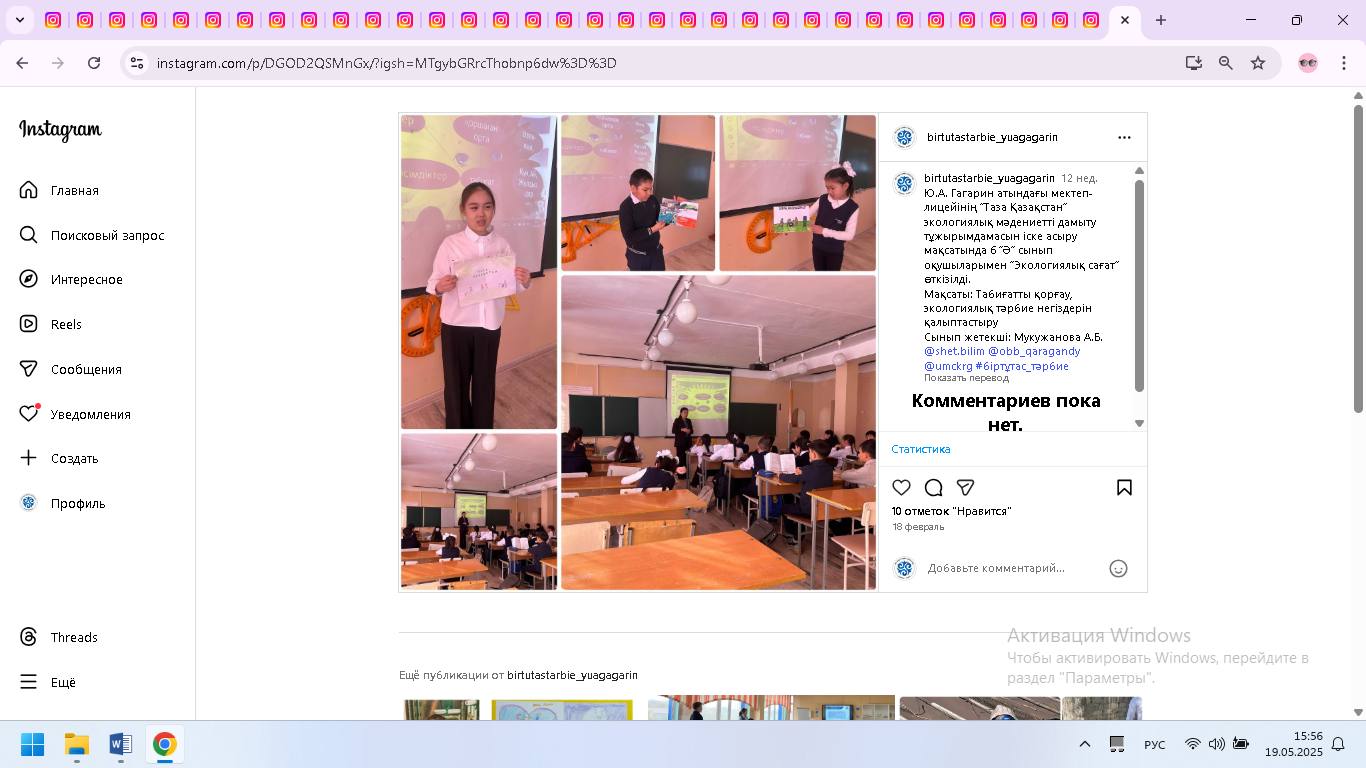 instagram.com/p/DGOD2QSMnGx/?igsh=MTgybGRrcThobnp6dw%3D%3D
Instagram
Главная
Поисковый запрос
Интересное
Reels
Сообщения
Уведомления
Создать
Профиль
Threads
Ещё
қоршаған
орта
табиғат
birtutastarbie_yuagagarin
birtutastarbie_yuagagarin 12 нед.
Ю.А. Гагарин атындағы мектеп-
лицейінің "Таза Қазақстан"
экологиялық мәдениетті дамыту
тұжырымдамасын іске асыру
мақсатында 6 "Ә" сынып
оқушыларымен "Экологиялық сағат"
өткізілді.
Мақсаты: Табиғатты қорғау,
экологиялық тәрбие негіздерін
қалыптастыру
Сынып жетекші: Мукужанова А.Б.
@shet.bilim @obb_qaragandy
@umckrg #біртұтас_тәрбие
Показать перевод
Комментариев пока
нет.
Статистика
10 отметок "Нравится"
18 февраль
Добавьте комментарий...
Ещё публикации от birtutastarbie_yuagagarin
Активация Windows
Чтобы активировать Windows, перейдите в
раздел "Параметры".
РУС
15:56
19.05.2025